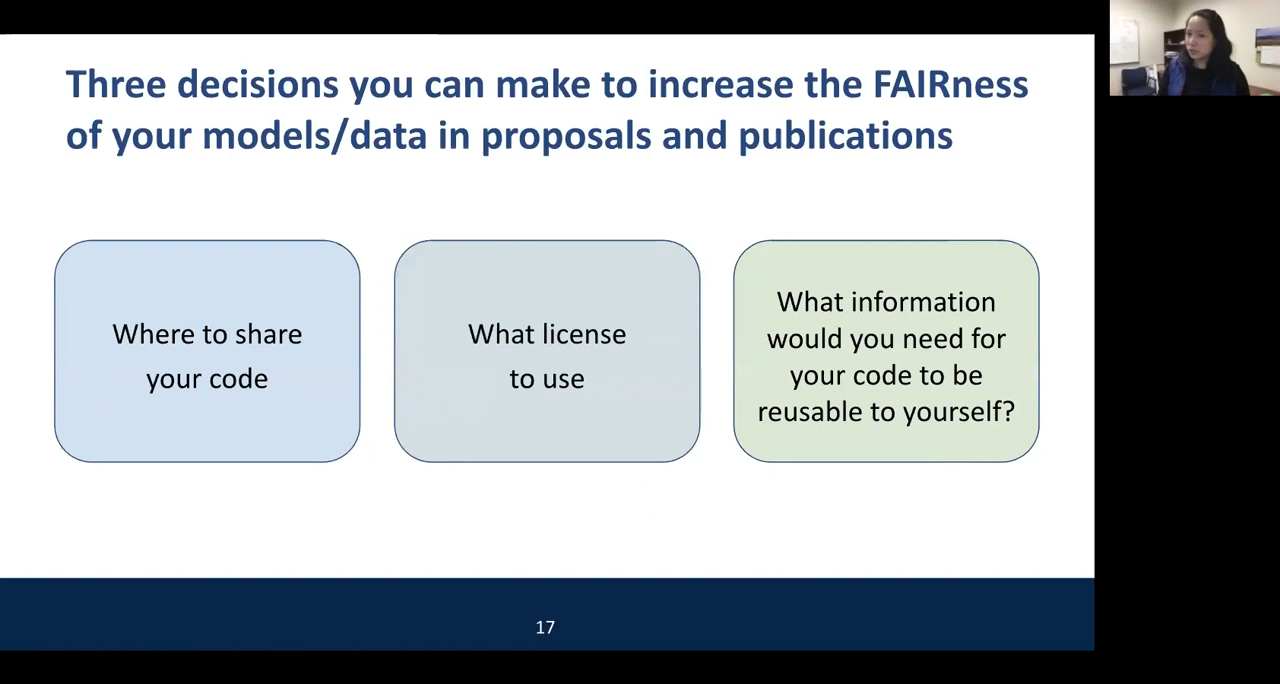 Three decisions you can make to increase the FAIRness
of your models/data in proposals and publications
Where to share
your code
What license
to use
What information
would you need for
your code to be
reusable to yourself?
17